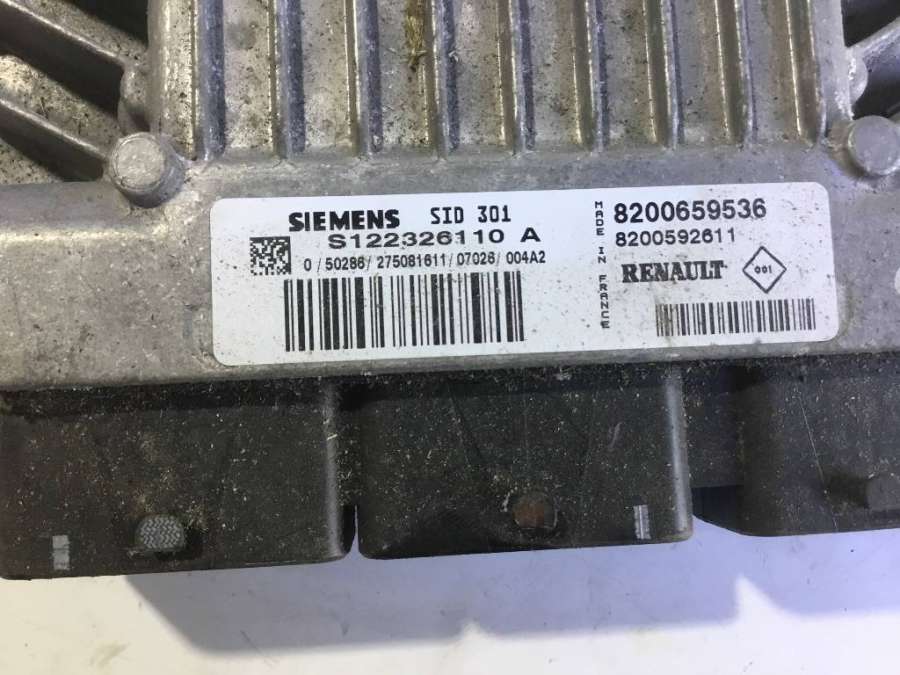 SIEMENS SID 301
S122326110 A
0 / 50286 / 275081611 / 07026 / 004A2
MADE IN FRANCE
8200659536
8200592611
RENAULT 001